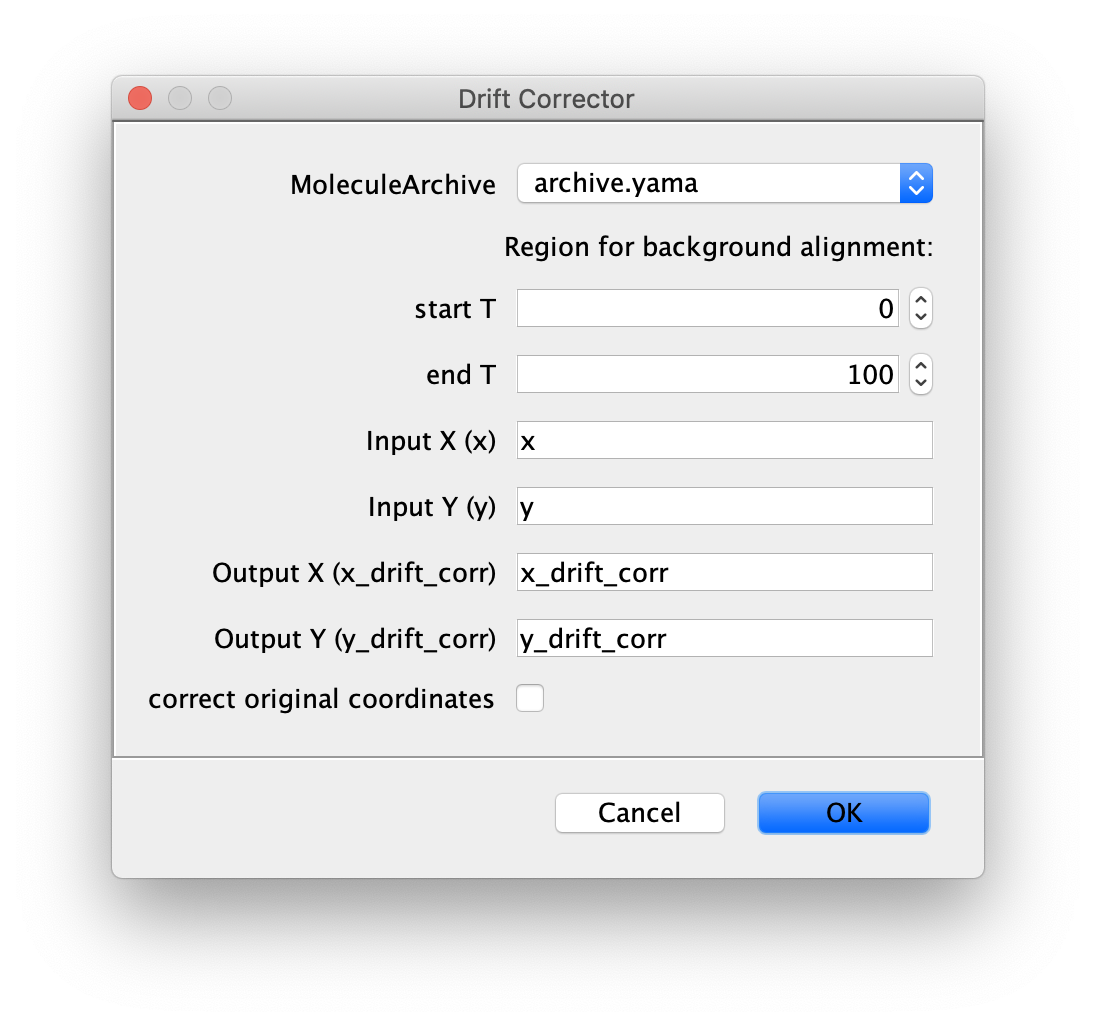 Drift Corrector
MoleculeArchive archive.yama
Region for background alignment:
start T 0
end T 100
Input X (x) x
Input Y (y) y
Output X (x_drift_corr) x_drift_corr
Output Y (y_drift_corr) y_drift_corr
correct original coordinates
Cancel OK